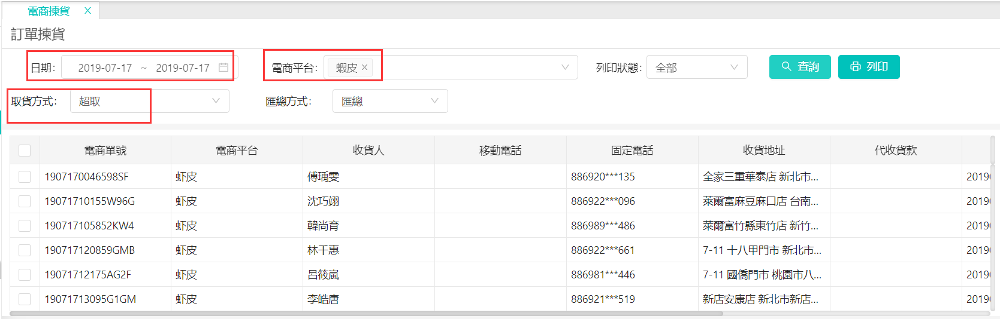 電商揀貨 ×
訂單揀貨
日期： 2019-07-17 ~ 2019-07-17 電商平台： 蝦皮 × 列印狀態： 全部 查詢 列印
取貨方式： 超取 匯總方式： 匯總
電商單號 電商平台 收貨人 移動電話 固定電話 收貨地址 代收貨款
1907170046598SF 虾皮 傅瑀雯 886920***135 全家三重華泰店 新北市... 2019
19071710155W96G 虾皮 沈巧翊 886922***096 萊爾富麻豆麻口店 台南... 2019
190717105852KW4 虾皮 韓尚育 886989***486 萊爾富竹縣東竹店 新竹... 2019
190717120859GMB 虾皮 林千惠 886922***661 7-11 十八甲門市 新北市... 2019
19071712175AG2F 虾皮 呂筱嵐 886981***446 7-11 國僑門市 桃園市八... 2019
19071713095G1GM 虾皮 李皓唐 886921***519 新店安康店 新北市新店... 2019